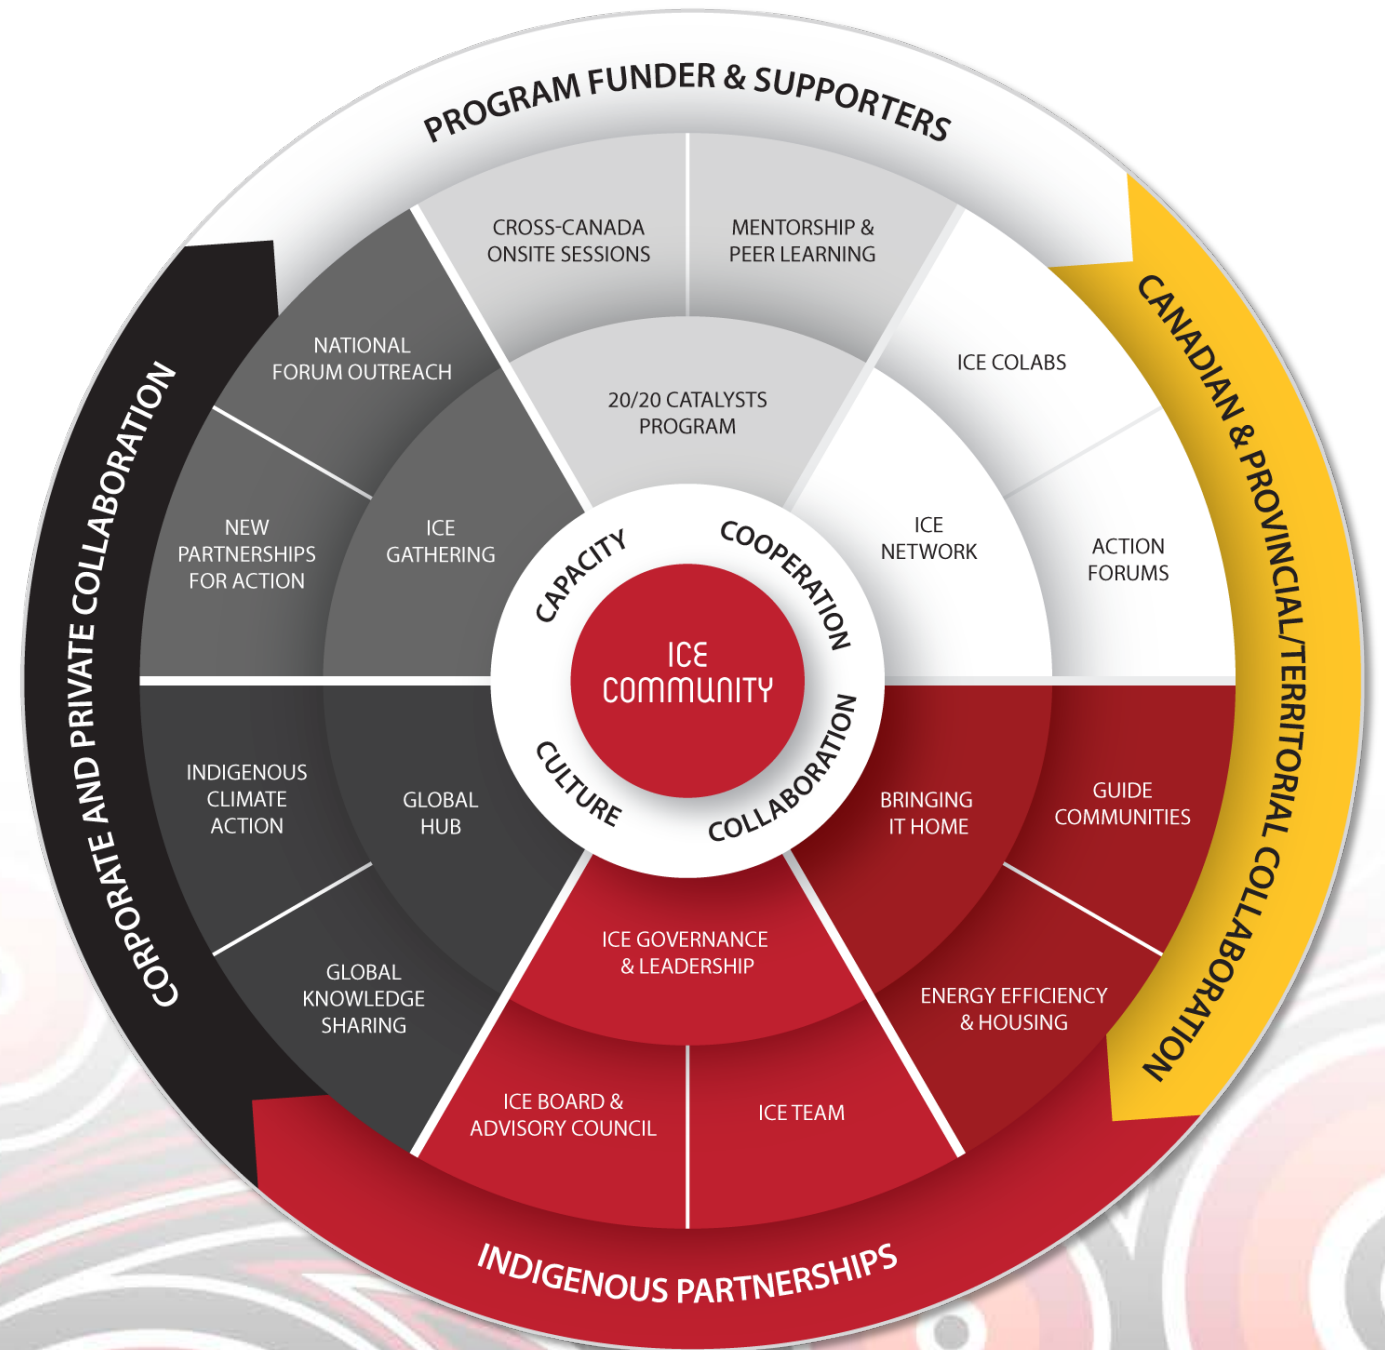 PROGRAM FUNDER & SUPPORTERS
CANADIAN & PROVINCIAL/TERRITORIAL COLLABORATION
INDIGENOUS PARTNERSHIPS
CORPORATE AND PRIVATE COLLABORATION
CROSS-CANADA
ONSITE SESSIONS
MENTORSHIP &
PEER LEARNING
20/20 CATALYSTS
PROGRAM
ICE COLABS
ACTION
FORUMS
ICE
NETWORK
GUIDE
COMMUNITIES
ENERGY EFFICIENCY
& HOUSING
BRINGING
IT HOME
ICE GOVERNANCE
& LEADERSHIP
ICE TEAM
ICE BOARD &
ADVISORY COUNCIL
GLOBAL
HUB
GLOBAL
KNOWLEDGE
SHARING
INDIGENOUS
CLIMATE
ACTION
ICE
GATHERING
NEW
PARTNERSHIPS
FOR ACTION
NATIONAL
FORUM OUTREACH
CAPACITY
COOPERATION
COLLABORATION
CULTURE
ICE
COMMUNITY